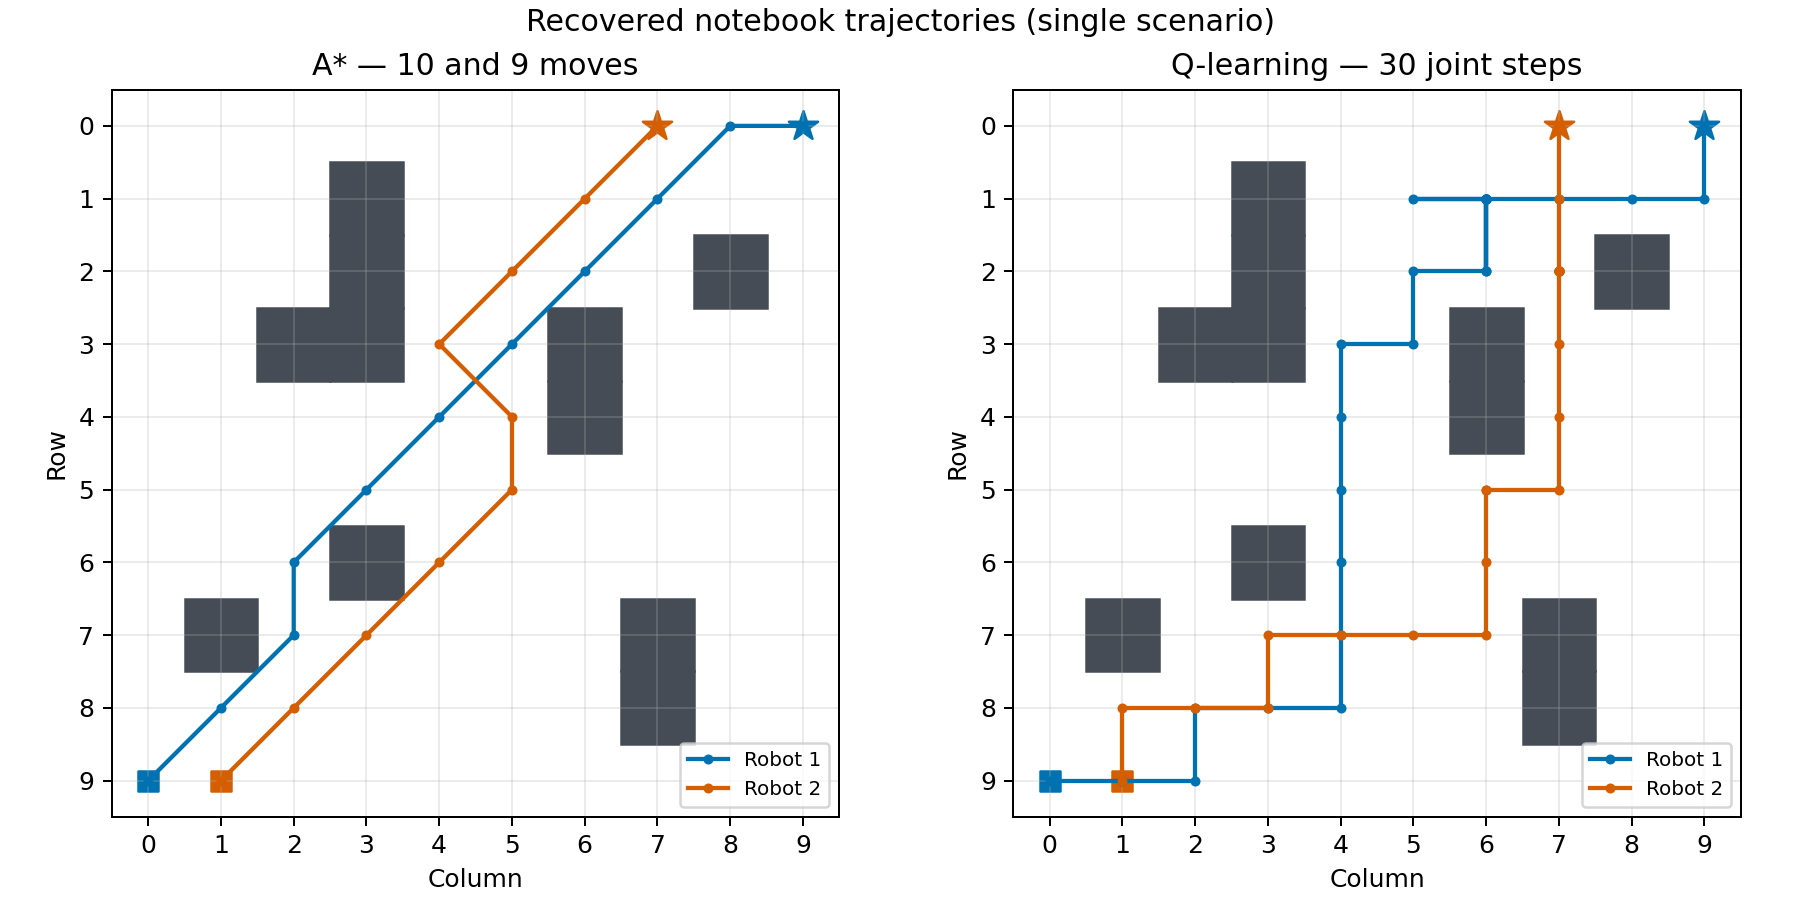 Recovered notebook trajectories (single scenario)
A* — 10 and 9 moves
Row
0
1
2
3
4
5
6
7
8
9
Robot 1
Robot 2
0 1 2 3 4 5 6 7 8 9
Column
Q-learning — 30 joint steps
Row
0
1
2
3
4
5
6
7
8
9
Robot 1
Robot 2
0 1 2 3 4 5 6 7 8 9
Column